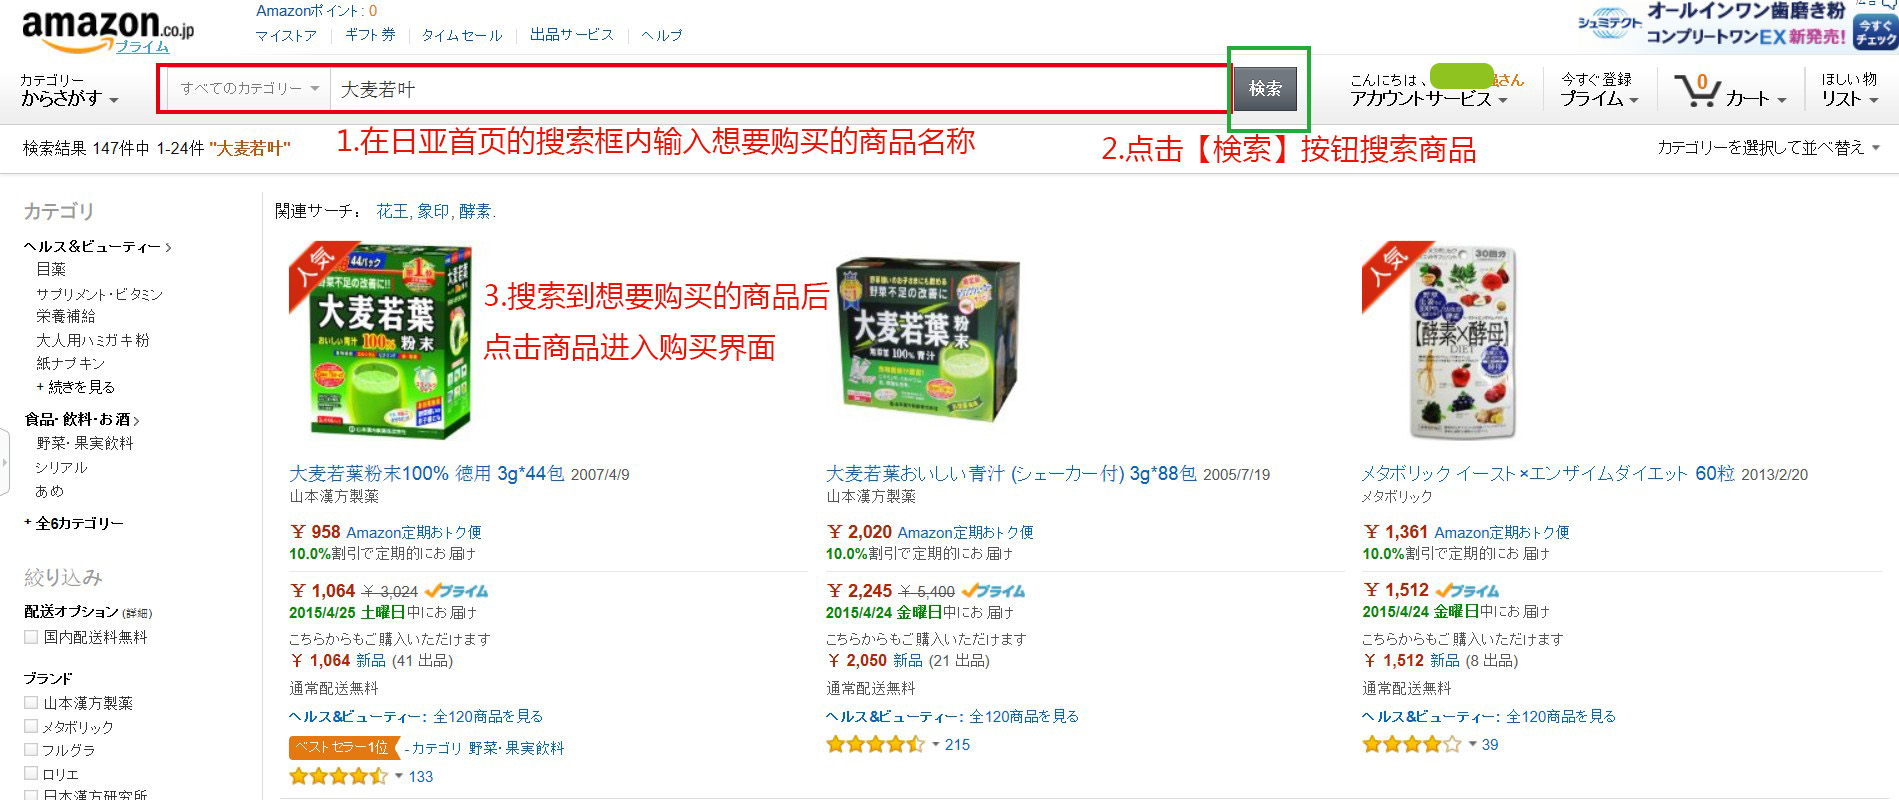 amazon.co.jp
プライム
Amazonポイント: 0
マイストア ギフト券 タイムセール 出品サービス ヘルプ
シュミテクト
オールインワン歯磨き粉
コンプリートワンEX新発売!
今すぐ
チェック
カテゴリー
からさがす
すべてのカテゴリー
大麦若叶
検索
こんにちは、
さん
アカウントサービス
今すぐ登録
プライム
0
カート
ほしい物
リスト
検索結果 147件中 1-24件 "大麦若叶"
1.在日亚首页的搜索框内输入想要购买的商品名称
2.点击【検索】按钮搜索商品
カテゴリーを選択して並べ替え
カテゴリ
ヘルス&ビューティー
目薬
サプリメント・ビタミン
栄養補給
大人用ハミガキ粉
紙ナプキン
+ 続きを見る
食品・飲料・お酒
野菜・果実飲料
シリアル
あめ
+ 全6カテゴリー
絞り込み
配送オプション (詳細)
国内配送料無料
ブランド
山本漢方製薬
メタボリック
フルグラ
ロリエ
日本漢方研究所
関連サーチ: 花王, 象印, 酵素.
人気
44パック
野菜不足の改善に!!
大麦若葉
おいしい青汁 100% 粉末
3.搜索到想要购买的商品后
点击商品进入购买界面
大麦若葉粉末100% 徳用 3g*44包 2007/4/9
山本漢方製薬
¥ 958 Amazon定期おトク便
10.0%割引で定期的にお届け
¥ 1,064 ¥ 3,024 プライム
2015/4/25 土曜日中にお届け
こちらからもご購入いただけます
¥ 1,064 新品 (41 出品)
通常配送無料
ヘルス&ビューティー: 全120商品を見る
ベストセラー1位 - カテゴリ 野菜・果実飲料
133
野菜不足の改善に
大麦若葉 粉末
100% 青汁
大麦若葉おいしい青汁 (シェーカー付) 3g*88包 2005/7/19
山本漢方製薬
¥ 2,020 Amazon定期おトク便
10.0%割引で定期的にお届け
¥ 2,245 ¥ 5,400 プライム
2015/4/24 金曜日中にお届け
こちらからもご購入いただけます
¥ 2,050 新品 (21 出品)
通常配送無料
ヘルス&ビューティー: 全120商品を見る
215
人気
30回分
【酵素×酵母】
DIET
メタボリック イースト×エンザイムダイエット 60粒 2013/2/20
メタボリック
¥ 1,361 Amazon定期おトク便
10.0%割引で定期的にお届け
¥ 1,512 プライム
2015/4/24 金曜日中にお届け
こちらからもご購入いただけます
¥ 1,512 新品 (8 出品)
通常配送無料
ヘルス&ビューティー: 全120商品を見る
39